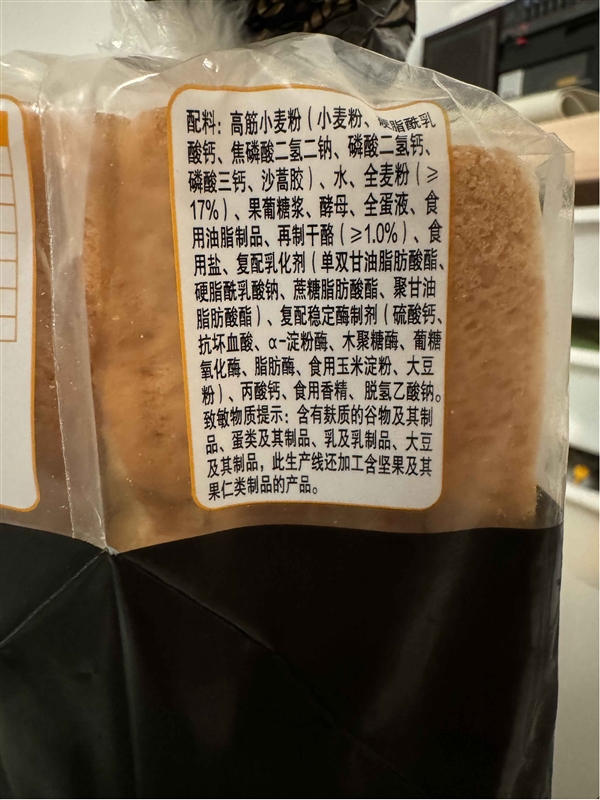 配料：高筋小麦粉（小麦粉、硬脂酰乳
酸钙、焦磷酸二氢二钠、磷酸二氢钙、
磷酸三钙、沙蒿胶）、水、全麦粉（≥
17%）、果葡糖浆、酵母、全蛋液、食
用油脂制品、再制干酪（≥1.0%）、食
用盐、复配乳化剂（单双甘油脂肪酸酯、
硬脂酰乳酸钠、蔗糖脂肪酸酯、聚甘油
脂肪酸酯）、复配稳定酶制剂（硫酸钙、
抗坏血酸、α-淀粉酶、木聚糖酶、葡糖
氧化酶、脂肪酶、食用玉米淀粉、大豆
粉）、丙酸钙、食用香精、脱氢乙酸钠。
致敏物质提示：含有麸质的谷物及其制
品、蛋类及其制品、乳及乳制品、大豆
及其制品，此生产线还加工含坚果及其
果仁类制品的产品。